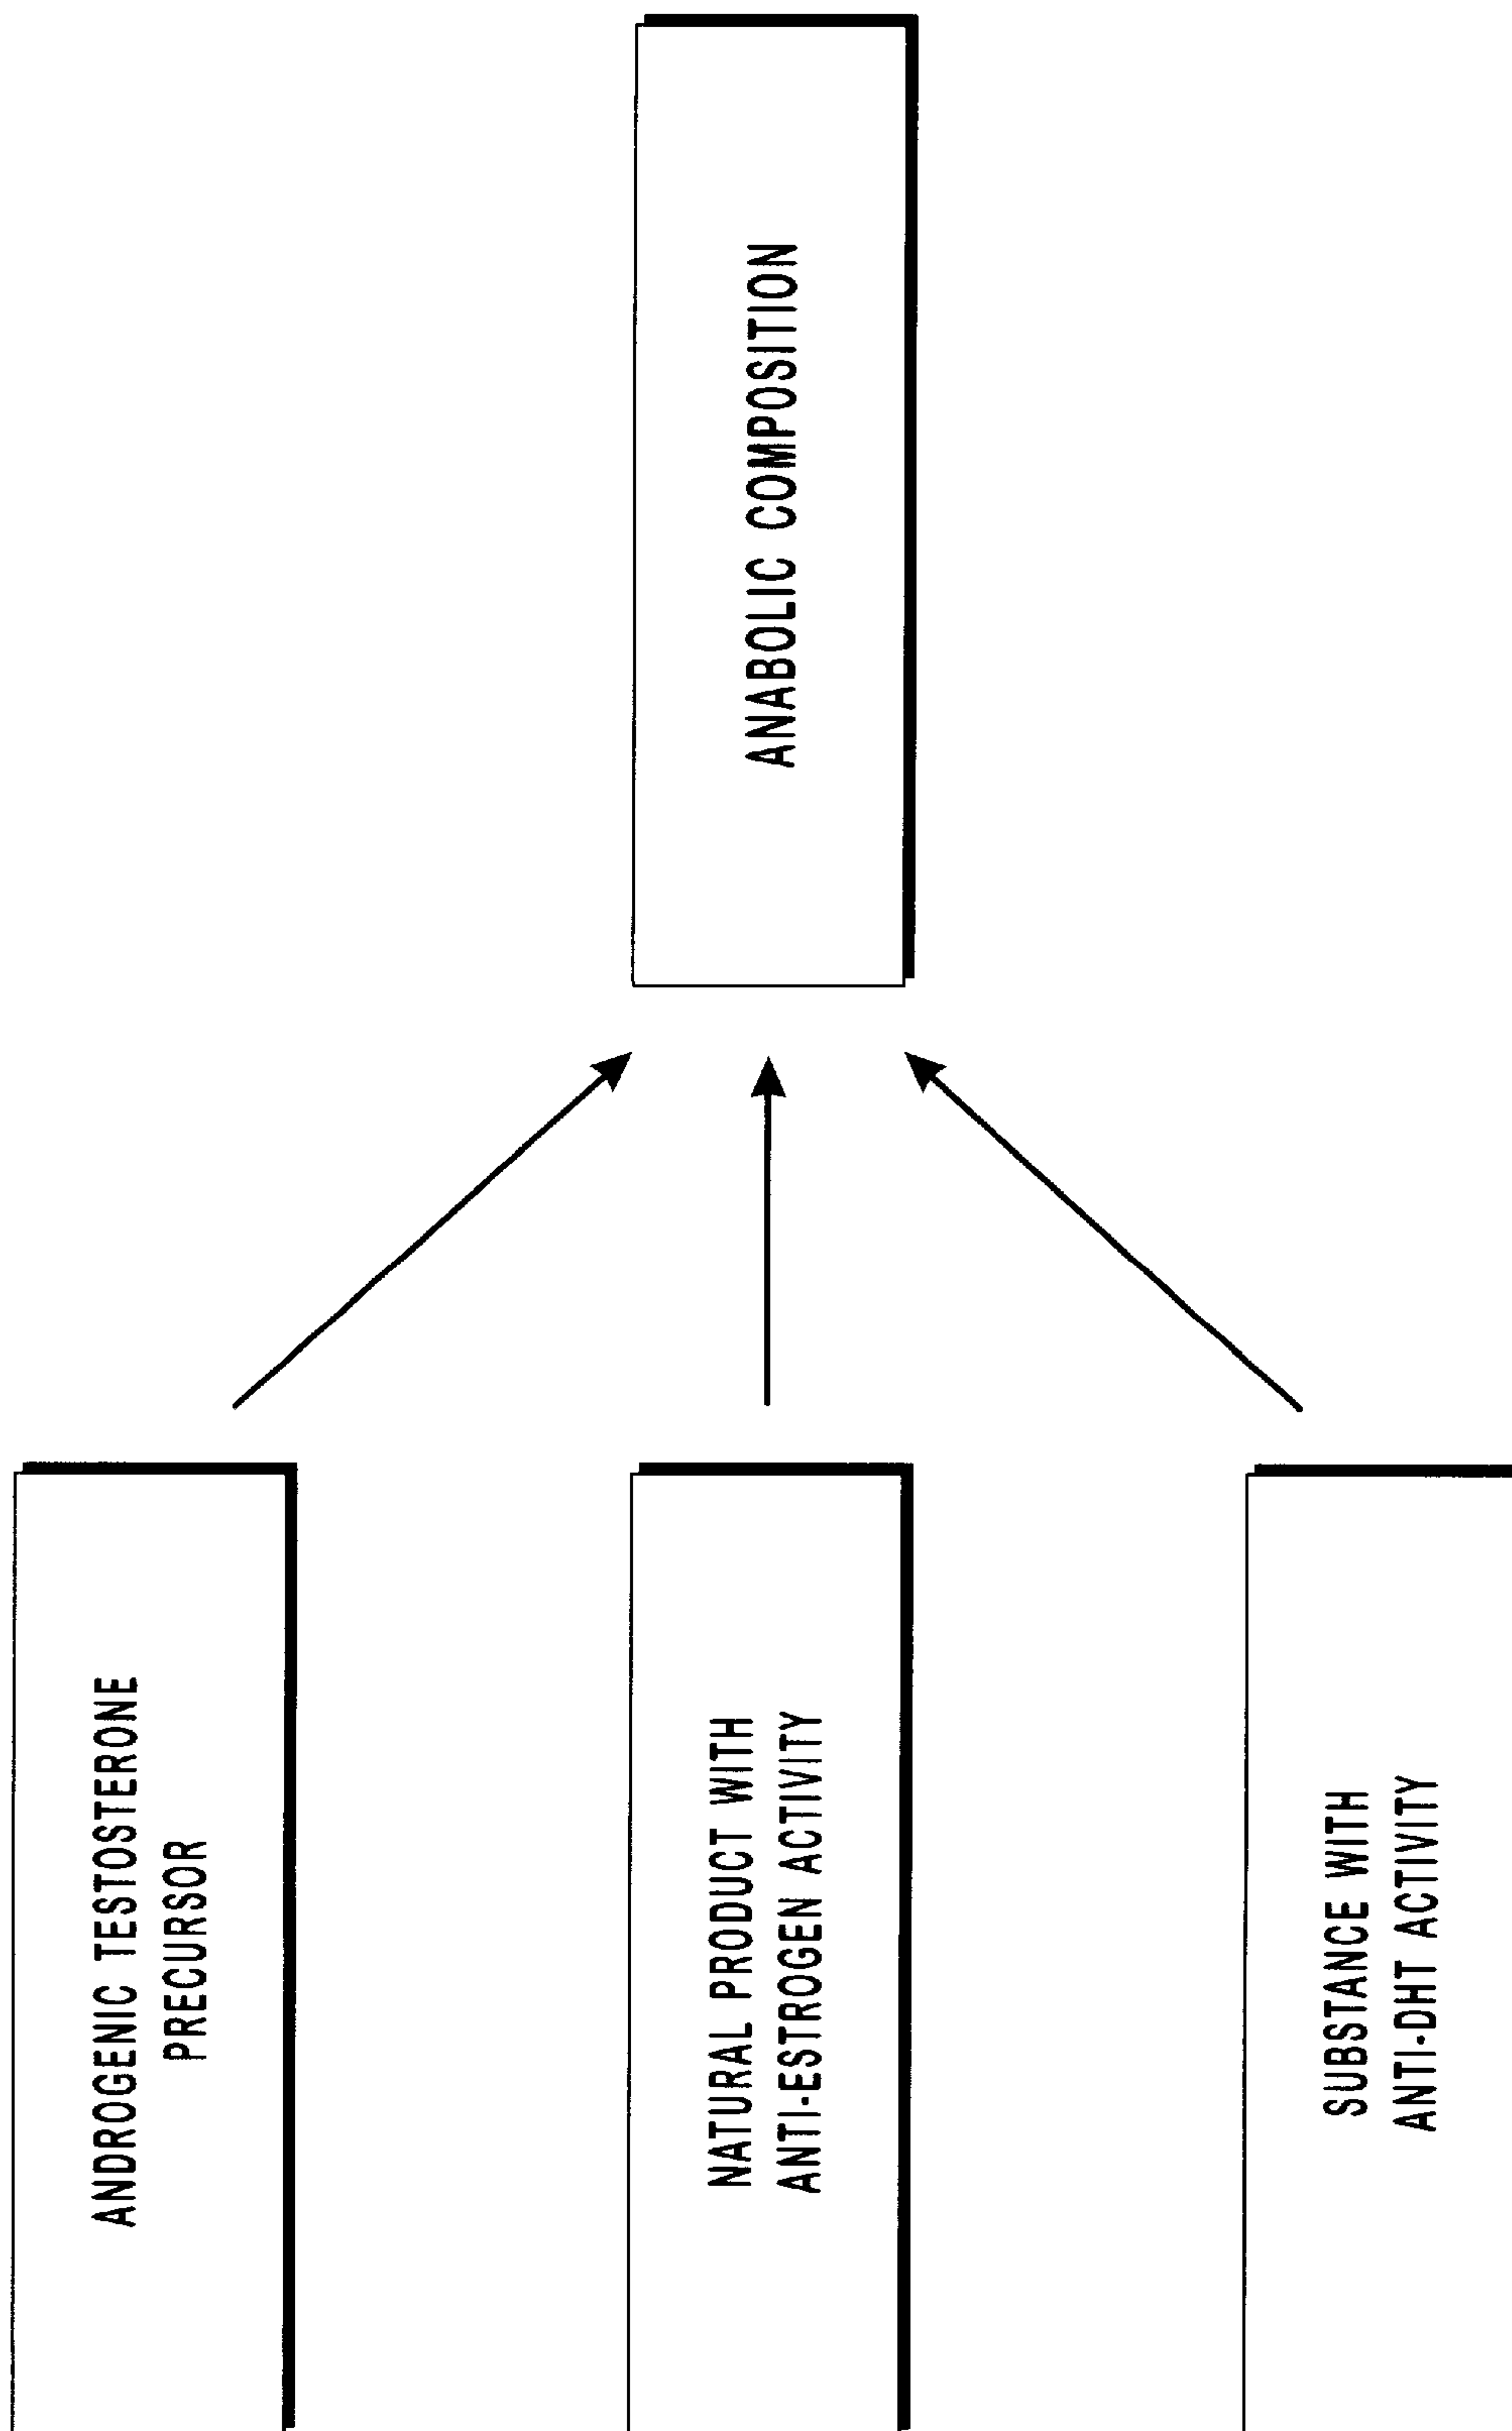 ANDROGENIC TESTOSTERONE
PRECURSOR
NATURAL PRODUCT WITH
ANTI-ESTROGEN ACTIVITY
SUBSTANCE WITH
ANTI-DHT ACTIVITY
ANABOLIC COMPOSITION